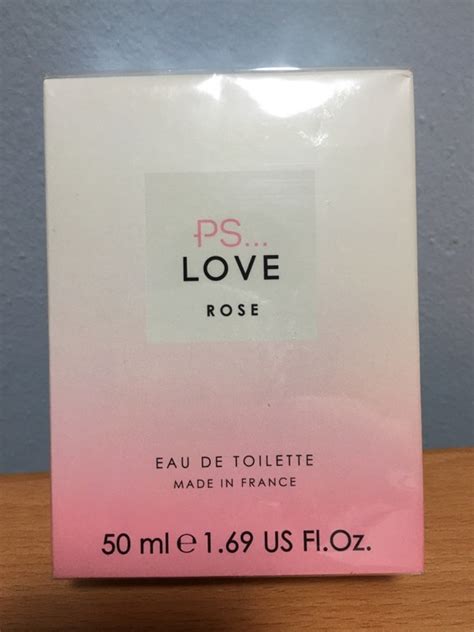 PS...
LOVE
ROSE
EAU DE TOILETTE
MADE IN FRANCE
50 ml ℮ 1.69 US Fl.Oz.